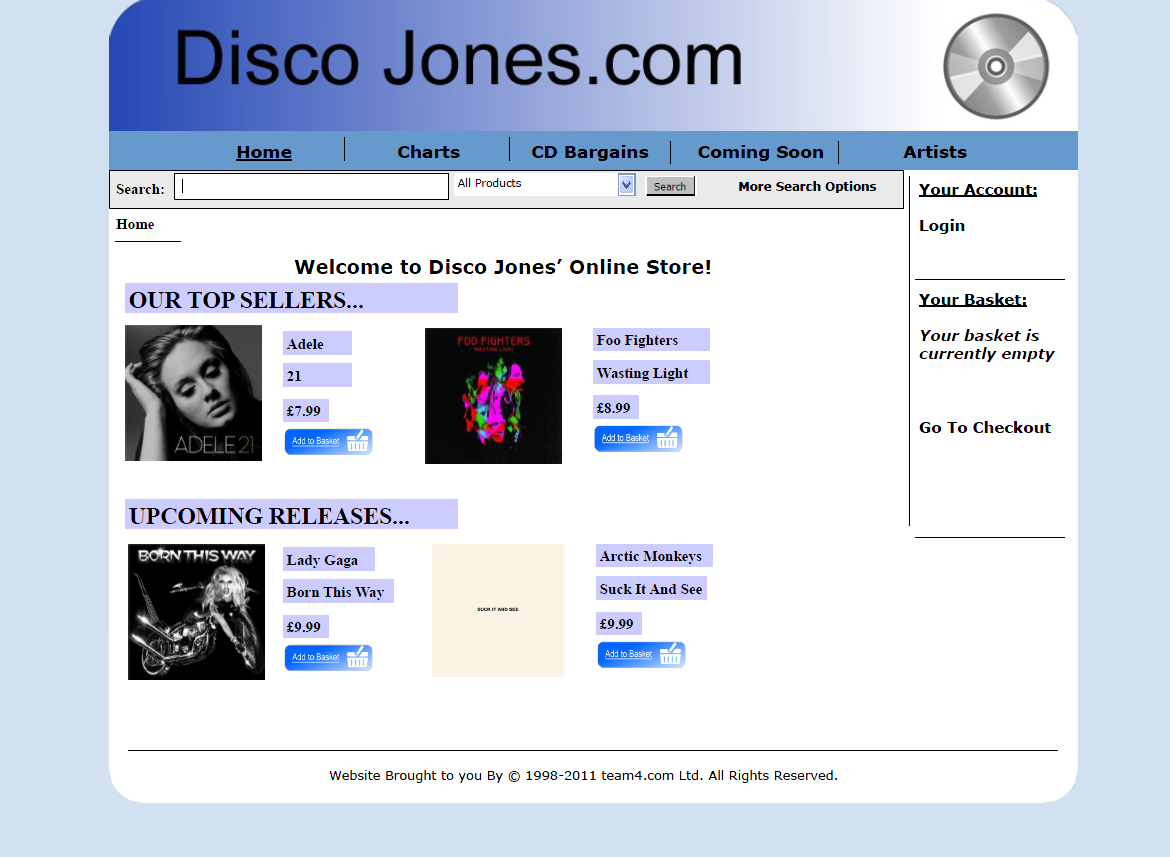 Disco Jones.com
Home Charts CD Bargains Coming Soon Artists
Search: All Products Search More Search Options
Home
Your Account:
Login
Your Basket:
Your basket is
currently empty
Go To Checkout
Welcome to Disco Jones’ Online Store!
OUR TOP SELLERS...
ADELE 21
Adele
21
£7.99
Add to Basket
FOO FIGHTERS
WASTING LIGHT
Foo Fighters
Wasting Light
£8.99
Add to Basket
UPCOMING RELEASES...
BORN THIS WAY
Lady Gaga
Born This Way
£9.99
Add to Basket
SUCK IT AND SEE
Arctic Monkeys
Suck It And See
£9.99
Add to Basket
Website Brought to you By © 1998-2011 team4.com Ltd. All Rights Reserved.